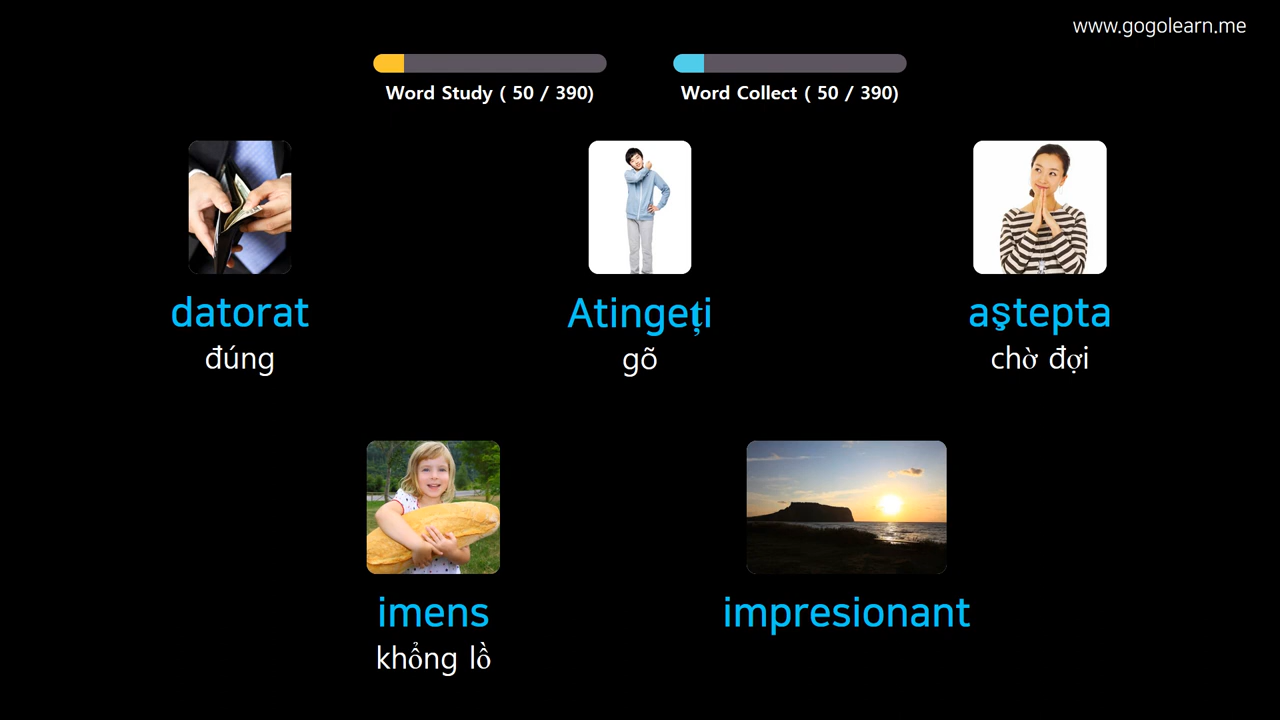 www.gogolearn.me
Word Study ( 50 / 390)
Word Collect ( 50 / 390)
datorat
đúng
Atingeți
gõ
aştepta
chờ đợi
imens
khổng lồ
impresionant